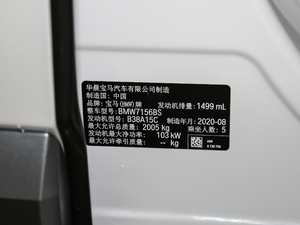 华晨宝马汽车有限公司制造
制造国: 中国
品牌: 宝马(BMW)牌 发动机排量: 1499 mL
整车型号: BMW7156BS
发动机型号: B38A15C 制造年月: 2020-08
最大允许总质量: 2005 kg 乘坐人数: 5
发动机最大净功率: 103 kW
最大允许牵引质量: -- kg